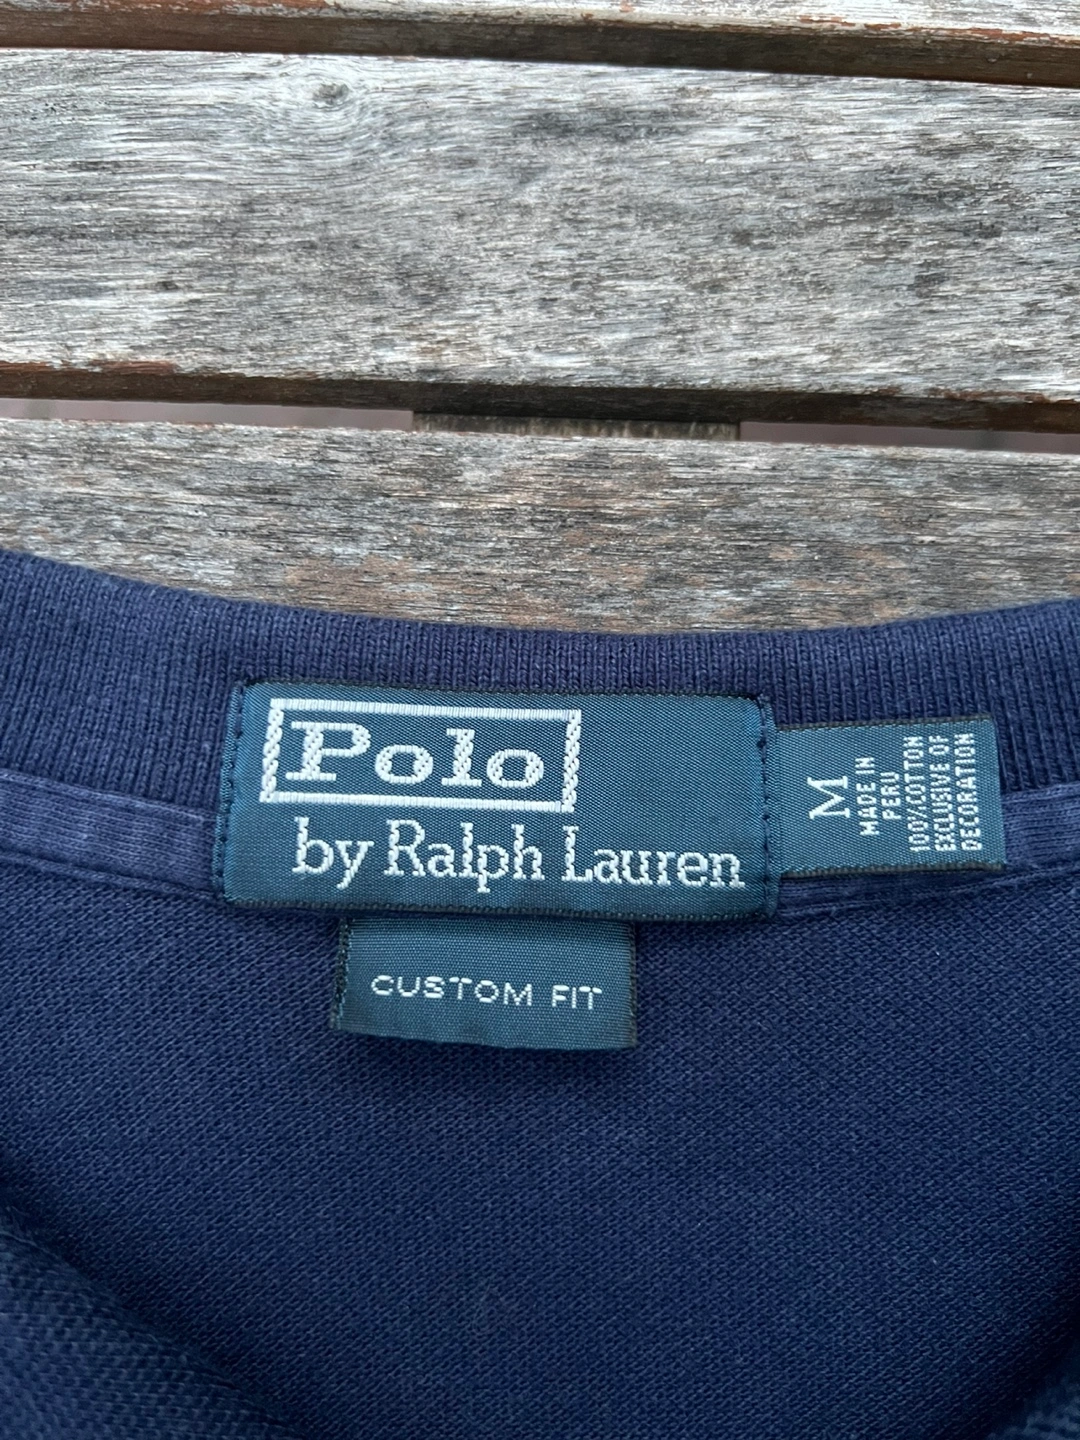 Polo
by Ralph Lauren
CUSTOM FIT
M
MADE IN
PERU
100% COTTON
EXCLUSIVE OF
DECORATION